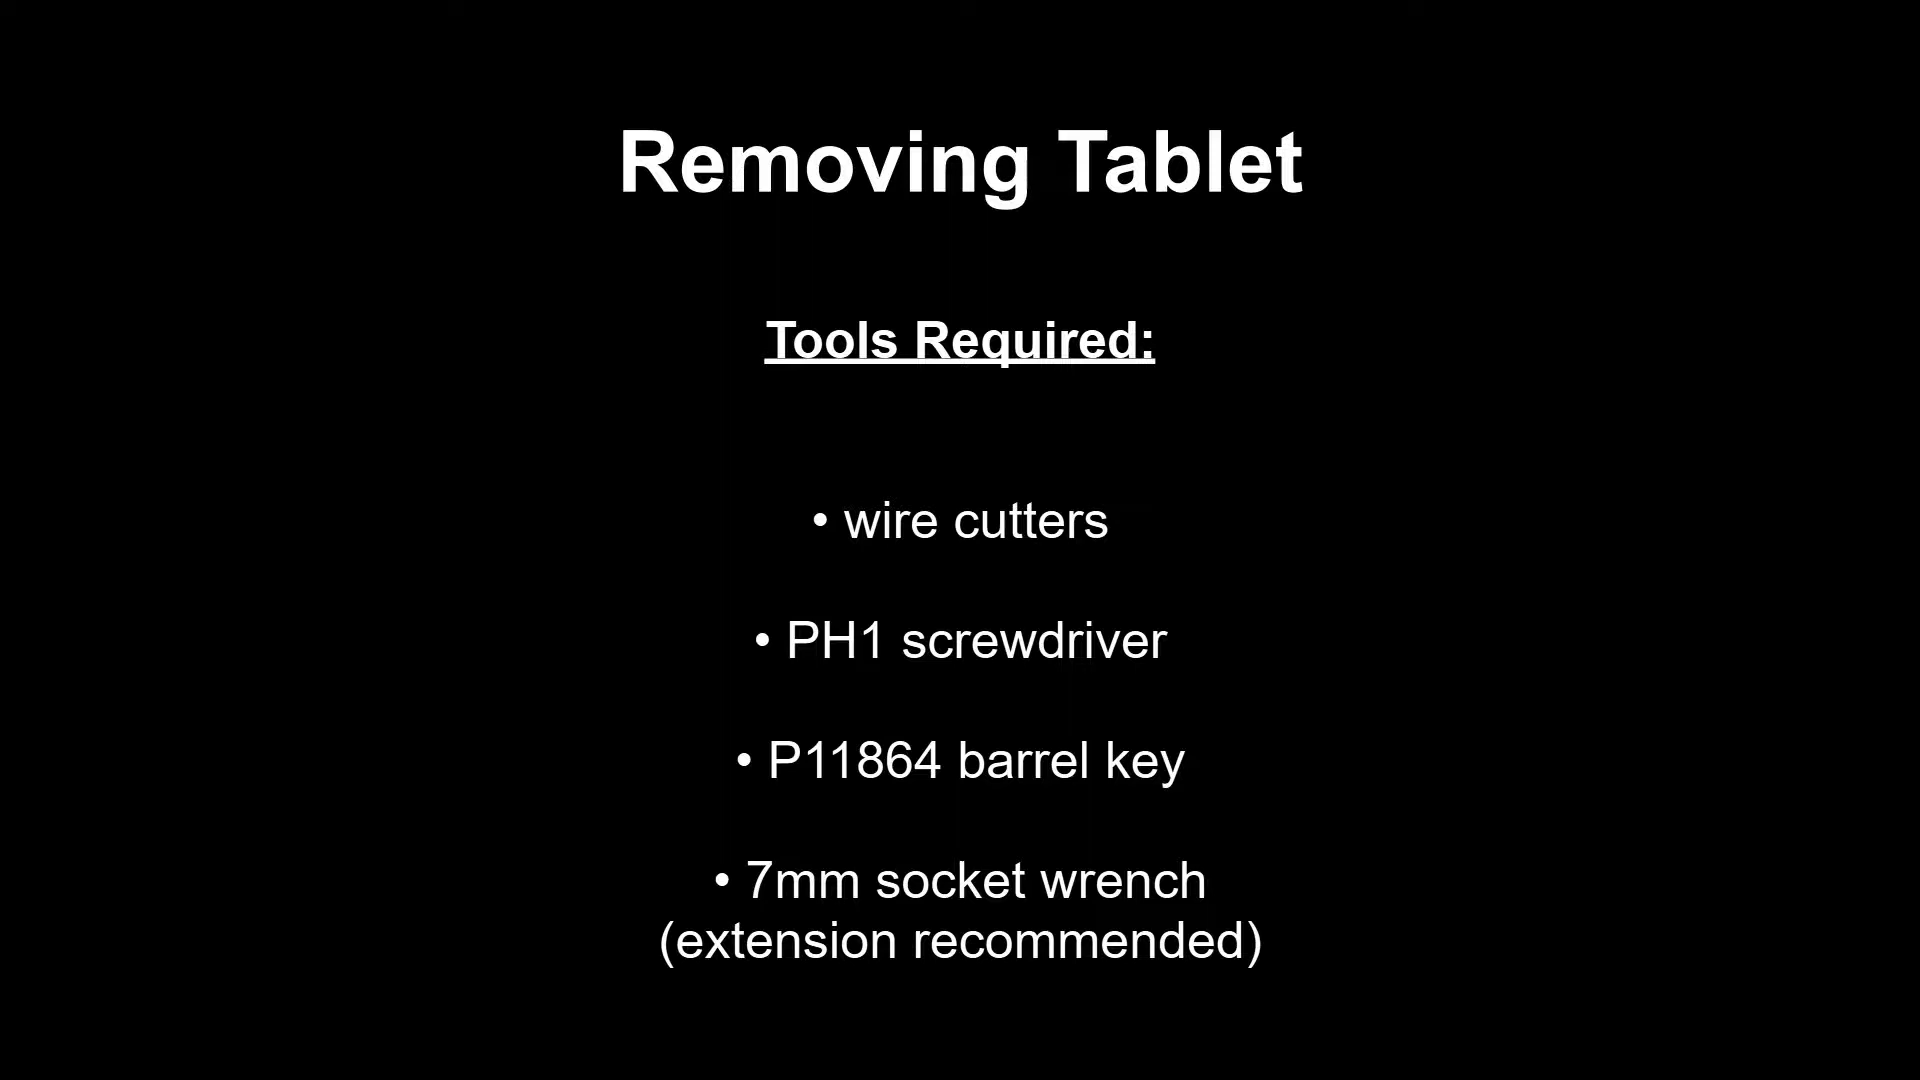 Removing Tablet
Tools Required:
• wire cutters
• PH1 screwdriver
• P11864 barrel key
• 7mm socket wrench
(extension recommended)